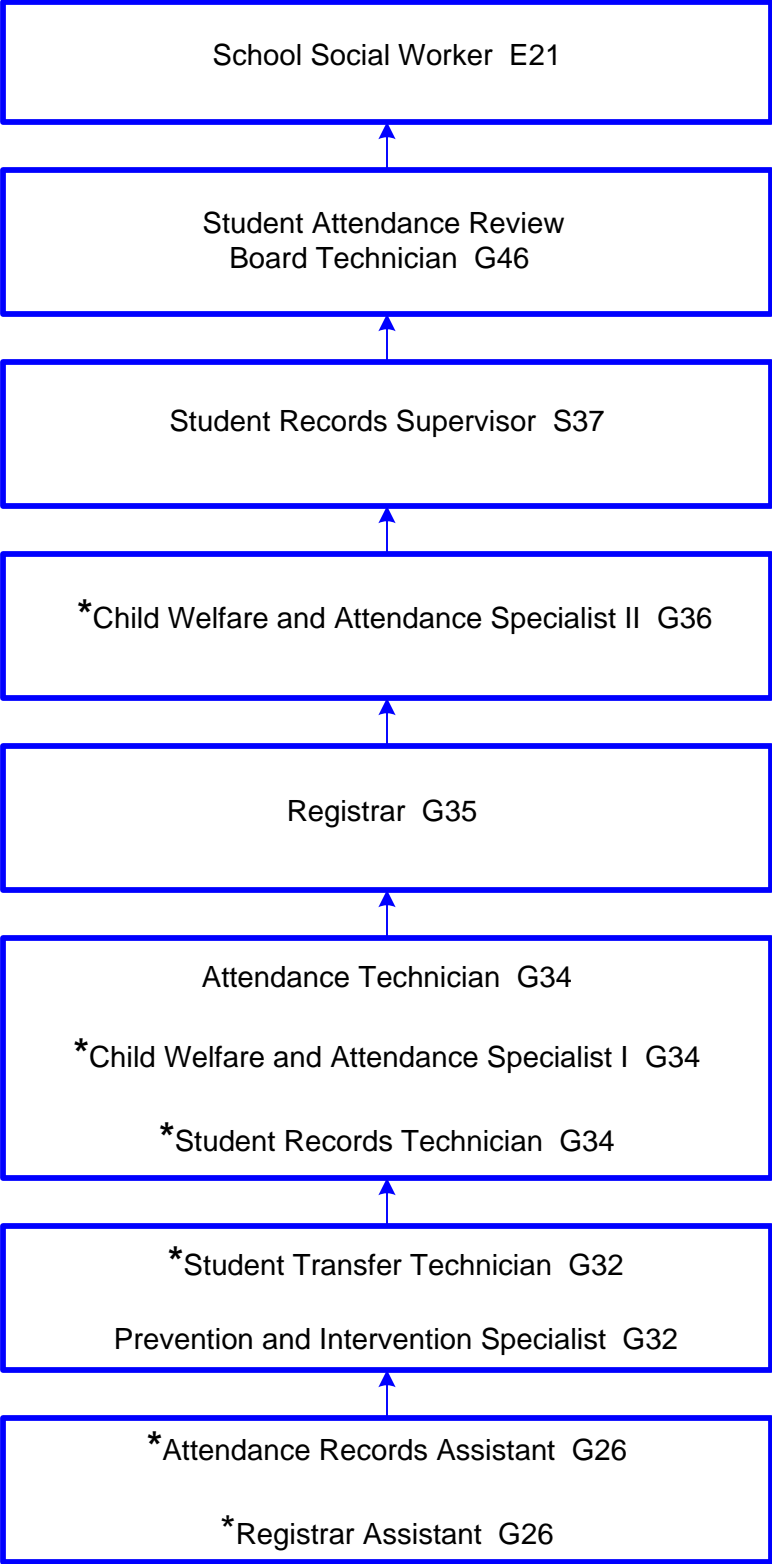 School Social Worker  E21
Student Attendance Review
Board Technician  G46
Student Records Supervisor  S37
*Child Welfare and Attendance Specialist II  G36
Registrar  G35
Attendance Technician  G34
*Child Welfare and Attendance Specialist I  G34
*Student Records Technician  G34
*Student Transfer Technician  G32
Prevention and Intervention Specialist  G32
*Attendance Records Assistant  G26
*Registrar Assistant  G26